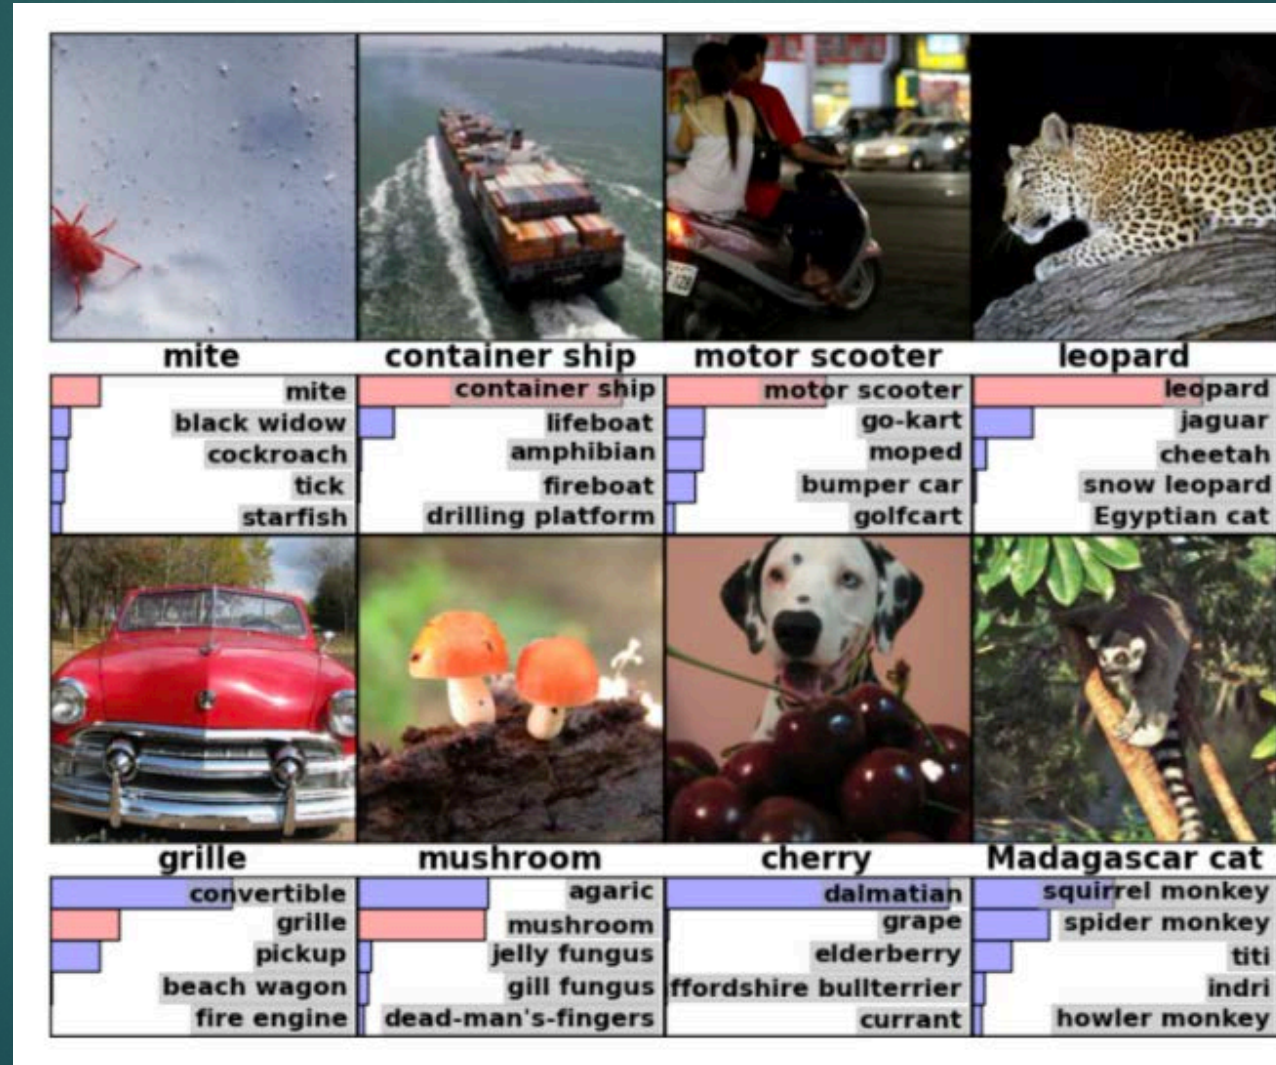 mite
container ship
motor scooter
leopard
mite
black widow
cockroach
tick
starfish
container ship
lifeboat
amphibian
fireboat
drilling platform
motor scooter
go-kart
moped
bumper car
golfcart
leopard
jaguar
cheetah
snow leopard
Egyptian cat
grille
mushroom
cherry
Madagascar cat
convertible
grille
pickup
beach wagon
fire engine
agaric
mushroom
jelly fungus
gill fungus
dead-man's-fingers
dalmatian
grape
elderberry
ffordshire bullterrier
currant
squirrel monkey
spider monkey
titi
indri
howler monkey